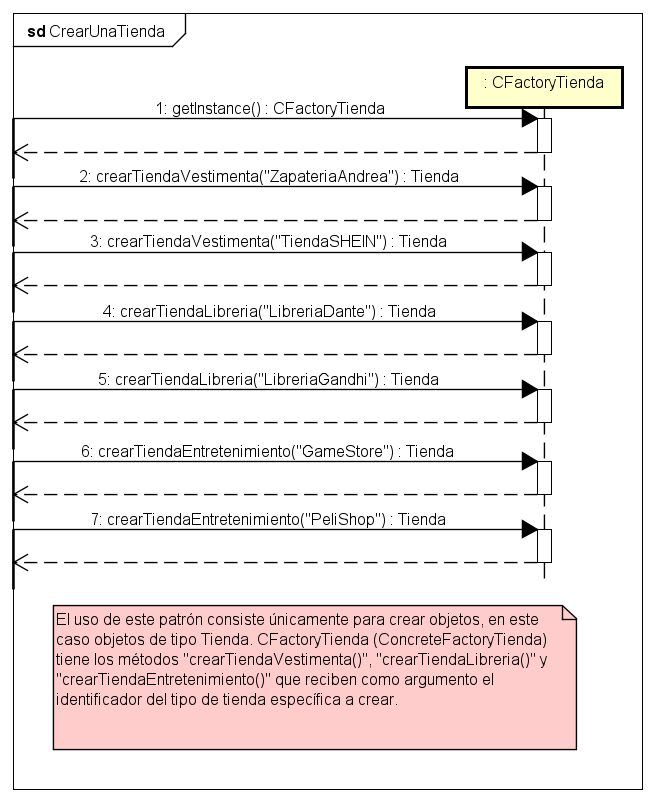 sd CrearUnaTienda
: CFactoryTienda
1: getInstance() : CFactoryTienda
2: crearTiendaVestimenta("ZapateriaAndrea") : Tienda
3: crearTiendaVestimenta("TiendaSHEIN") : Tienda
4: crearTiendaLibreria("LibreriaDante") : Tienda
5: crearTiendaLibreria("LibreriaGandhi") : Tienda
6: crearTiendaEntretenimiento("GameStore") : Tienda
7: crearTiendaEntretenimiento("PeliShop") : Tienda
El uso de este patrón consiste únicamente para crear objetos, en este
caso objetos de tipo Tienda. CFactoryTienda (ConcreteFactoryTienda)
tiene los métodos "crearTiendaVestimenta()", "crearTiendaLibreria()" y
"crearTiendaEntretenimiento()" que reciben como argumento el
identificador del tipo de tienda específica a crear.